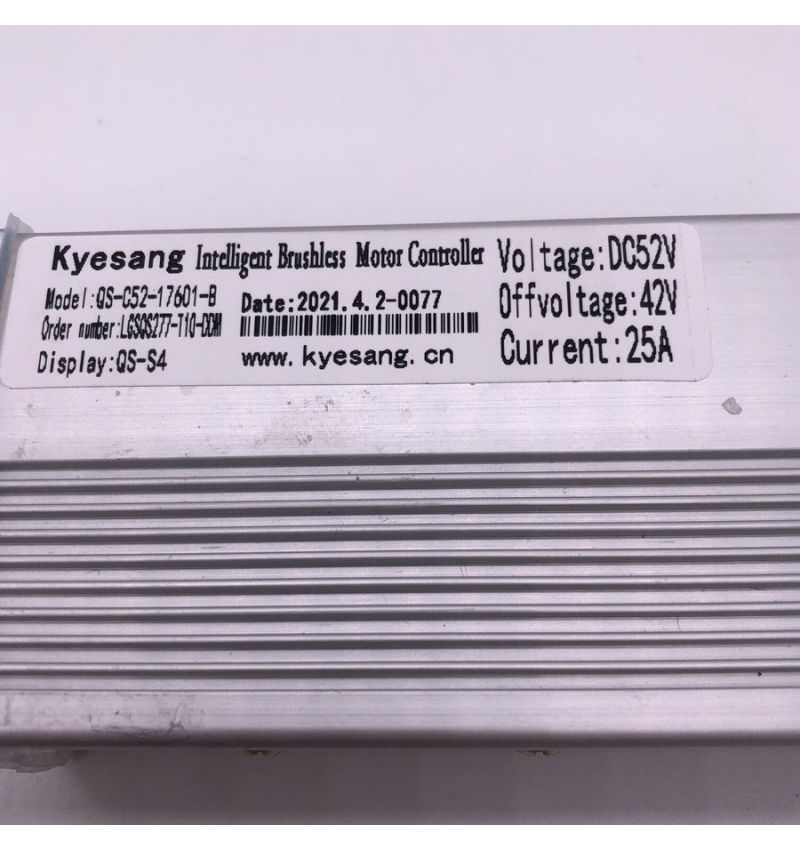 Kyesang Intelligent Brushless Motor Controller
Model:QS-C52-17601-B
Order number:LGSQS277-T10-DDM
Display:QS-S4
Date:2021.4.2-0077
www.kyesang.cn
Voltage:DC52V
Offvoltage:42V
Current:25A